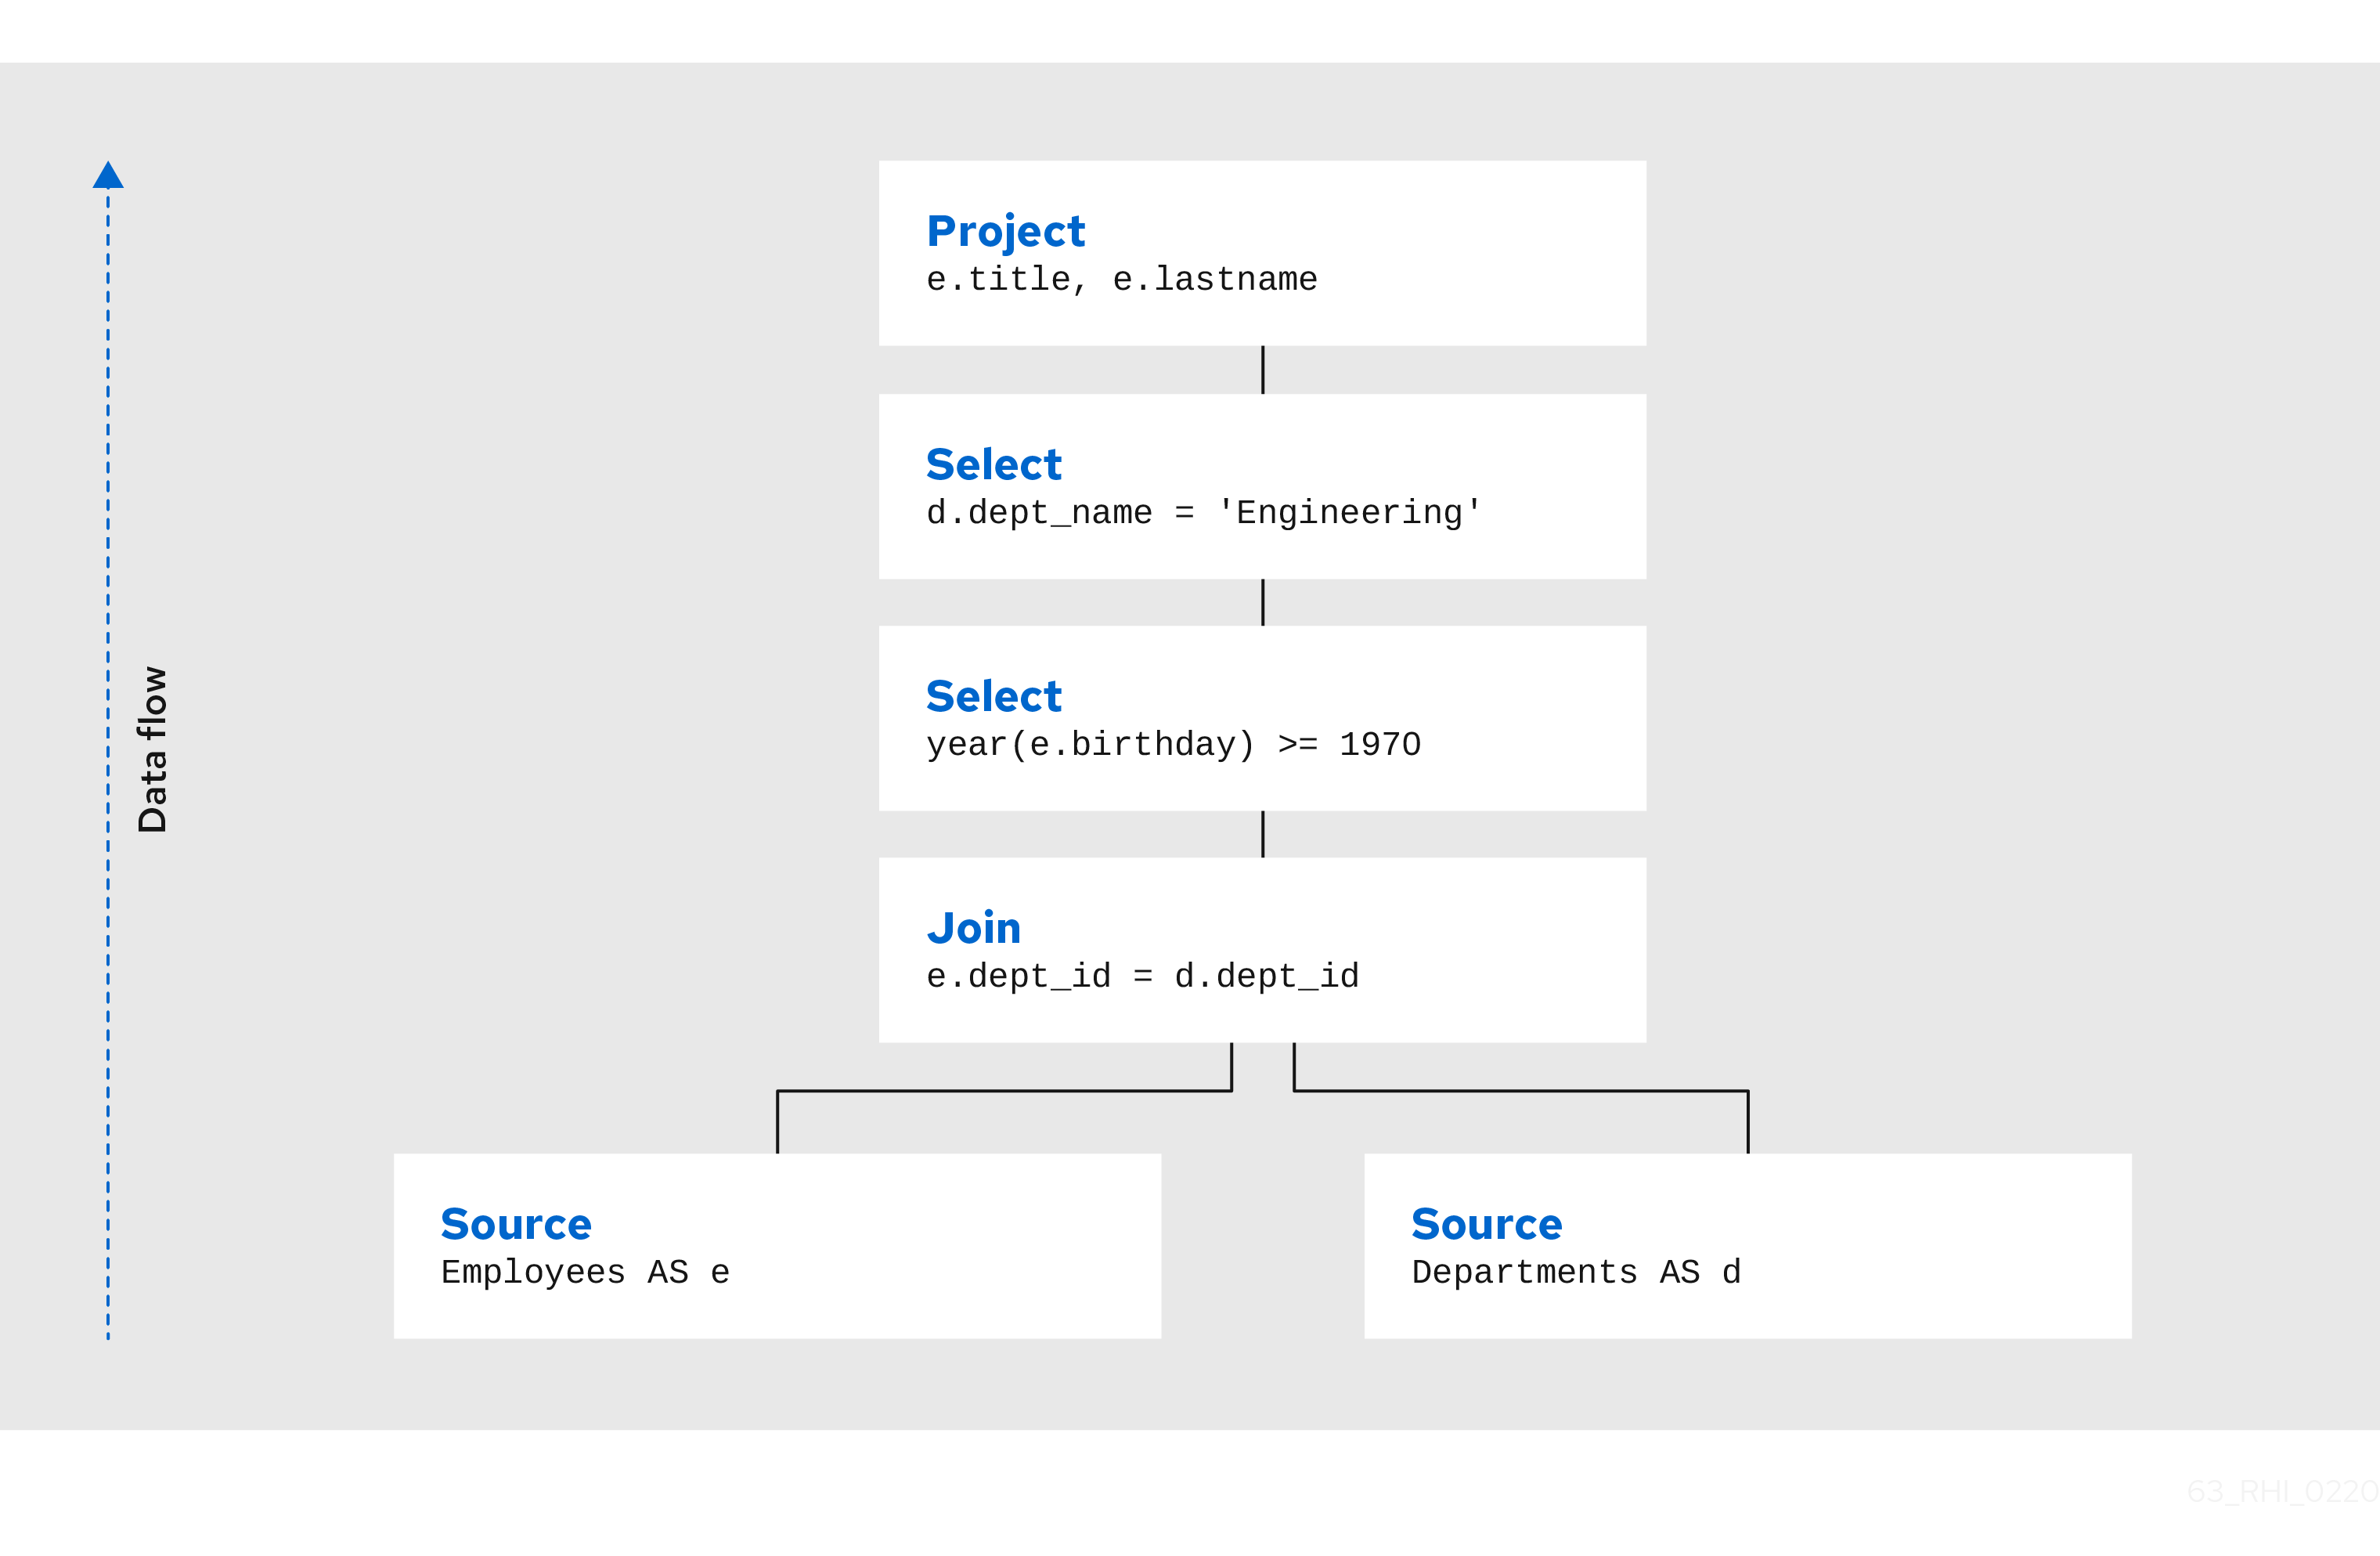 Project
e.title, e.lastname
Select
d.dept_name = 'Engineering'
Select
year(e.birthday) >= 1970
Data flow
Join
e.dept_id = d.dept_id
Source
Employees AS e
Source
Departments AS d
63_RHI_0220